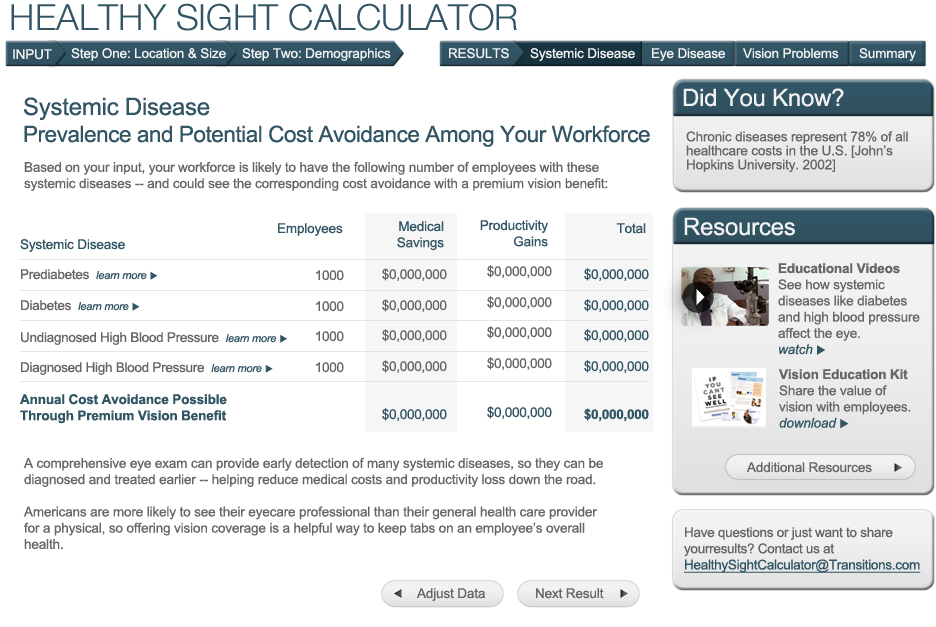 HEALTHY SIGHT CALCULATOR
INPUT Step One: Location & Size Step Two: Demographics RESULTS Systemic Disease Eye Disease Vision Problems Summary
Systemic Disease
Prevalence and Potential Cost Avoidance Among Your Workforce
Based on your input, your workforce is likely to have the following number of employees with these
systemic diseases -- and could see the corresponding cost avoidance with a premium vision benefit:
Systemic Disease Employees Medical Savings Productivity Gains Total
Prediabetes learn more ▶ 1000 $0,000,000 $0,000,000 $0,000,000
Diabetes learn more ▶ 1000 $0,000,000 $0,000,000 $0,000,000
Undiagnosed High Blood Pressure learn more ▶ 1000 $0,000,000 $0,000,000 $0,000,000
Diagnosed High Blood Pressure learn more ▶ 1000 $0,000,000 $0,000,000 $0,000,000
Annual Cost Avoidance Possible
Through Premium Vision Benefit $0,000,000 $0,000,000 $0,000,000
A comprehensive eye exam can provide early detection of many systemic diseases, so they can be
diagnosed and treated earlier -- helping reduce medical costs and productivity loss down the road.
Americans are more likely to see their eyecare professional than their general health care provider
for a physical, so offering vision coverage is a helpful way to keep tabs on an employee's overall
health.
◀ Adjust Data
Next Result ▶
Did You Know?
Chronic diseases represent 78% of all
healthcare costs in the U.S. [John's
Hopkins University. 2002]
Resources
Educational Videos
See how systemic
diseases like diabetes
and high blood pressure
affect the eye.
watch ▶
IF
YOU
CAN'T
SEE
WELL
Vision Education Kit
Share the value of
vision with employees.
download ▶
Additional Resources ▶
Have questions or just want to share
yourresults? Contact us at
HealthySightCalculator@Transitions.com